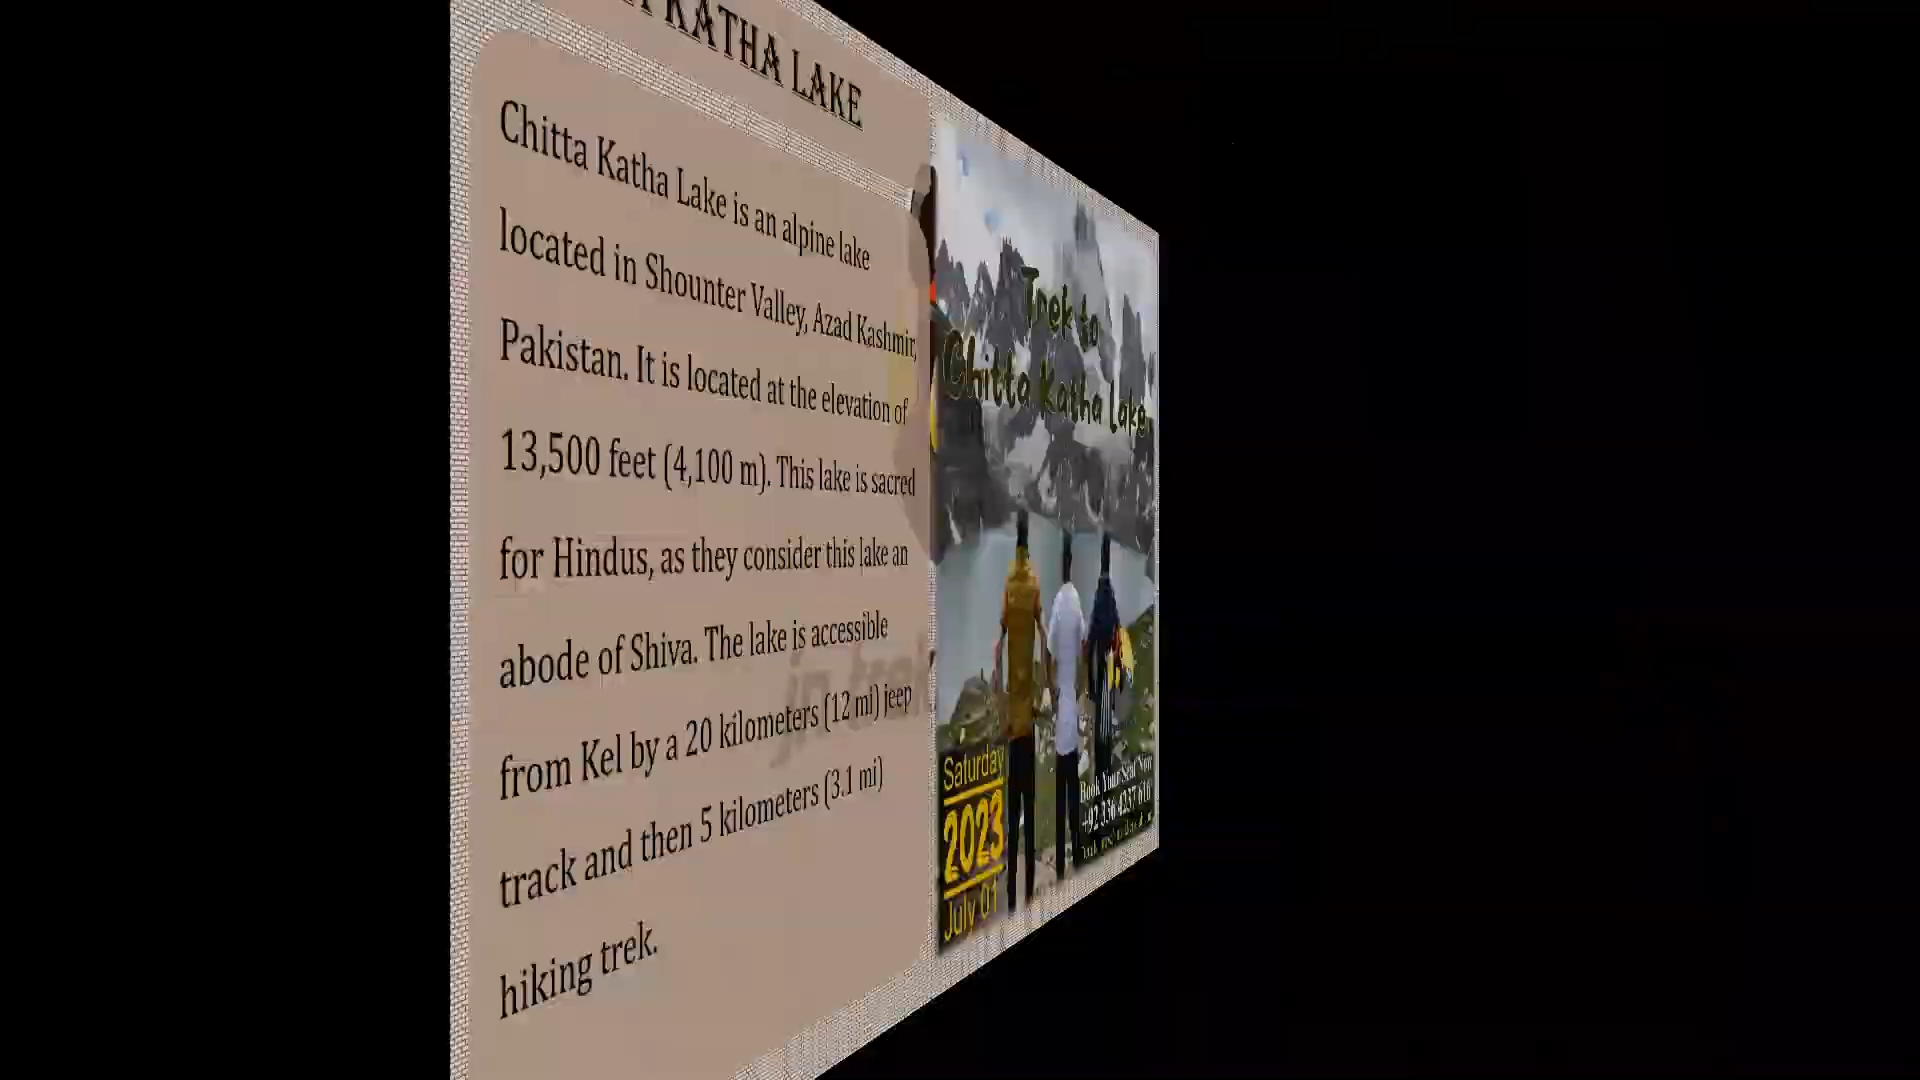 KATHA LAKE
Chitta Katha Lake is an alpine lake
located in Shounter Valley, Azad Kashmir,
Pakistan. It is located at the elevation of
13,500 feet (4,100 m). This lake is sacred
for Hindus, as they consider this lake an
abode of Shiva. The lake is accessible
from Kel by a 20 kilometers (12 mi) jeep
track and then 5 kilometers (3.1 mi)
hiking trek.
Trek to
Chitta Katha Lake
Saturday
2023
July 01
Book Your Seat Now